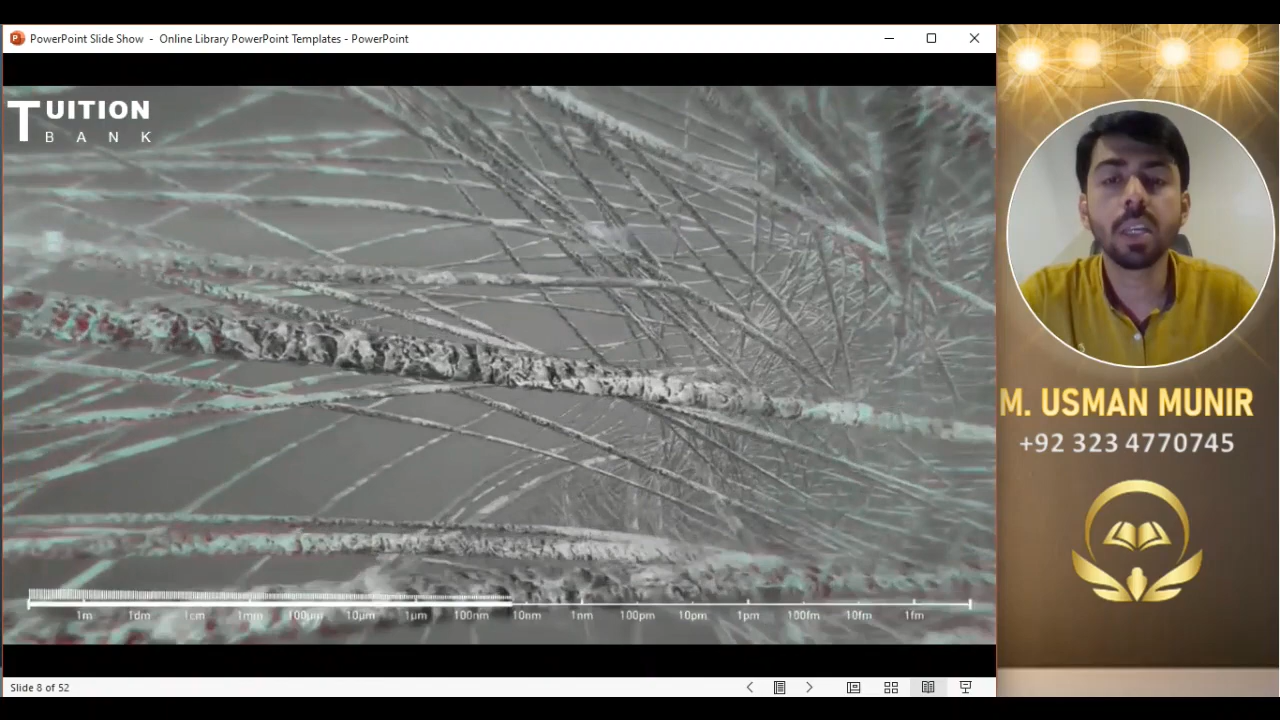 PowerPoint Slide Show - Online Library PowerPoint Templates - PowerPoint
TUITION
BANK
M. USMAN MUNIR
+92 323 4770745
1m 1dm 1cm 1mm 100µm 10µm 1µm 100nm 10nm 1nm 100pm 10pm 1pm 100fm 10fm 1fm
Slide 8 of 52